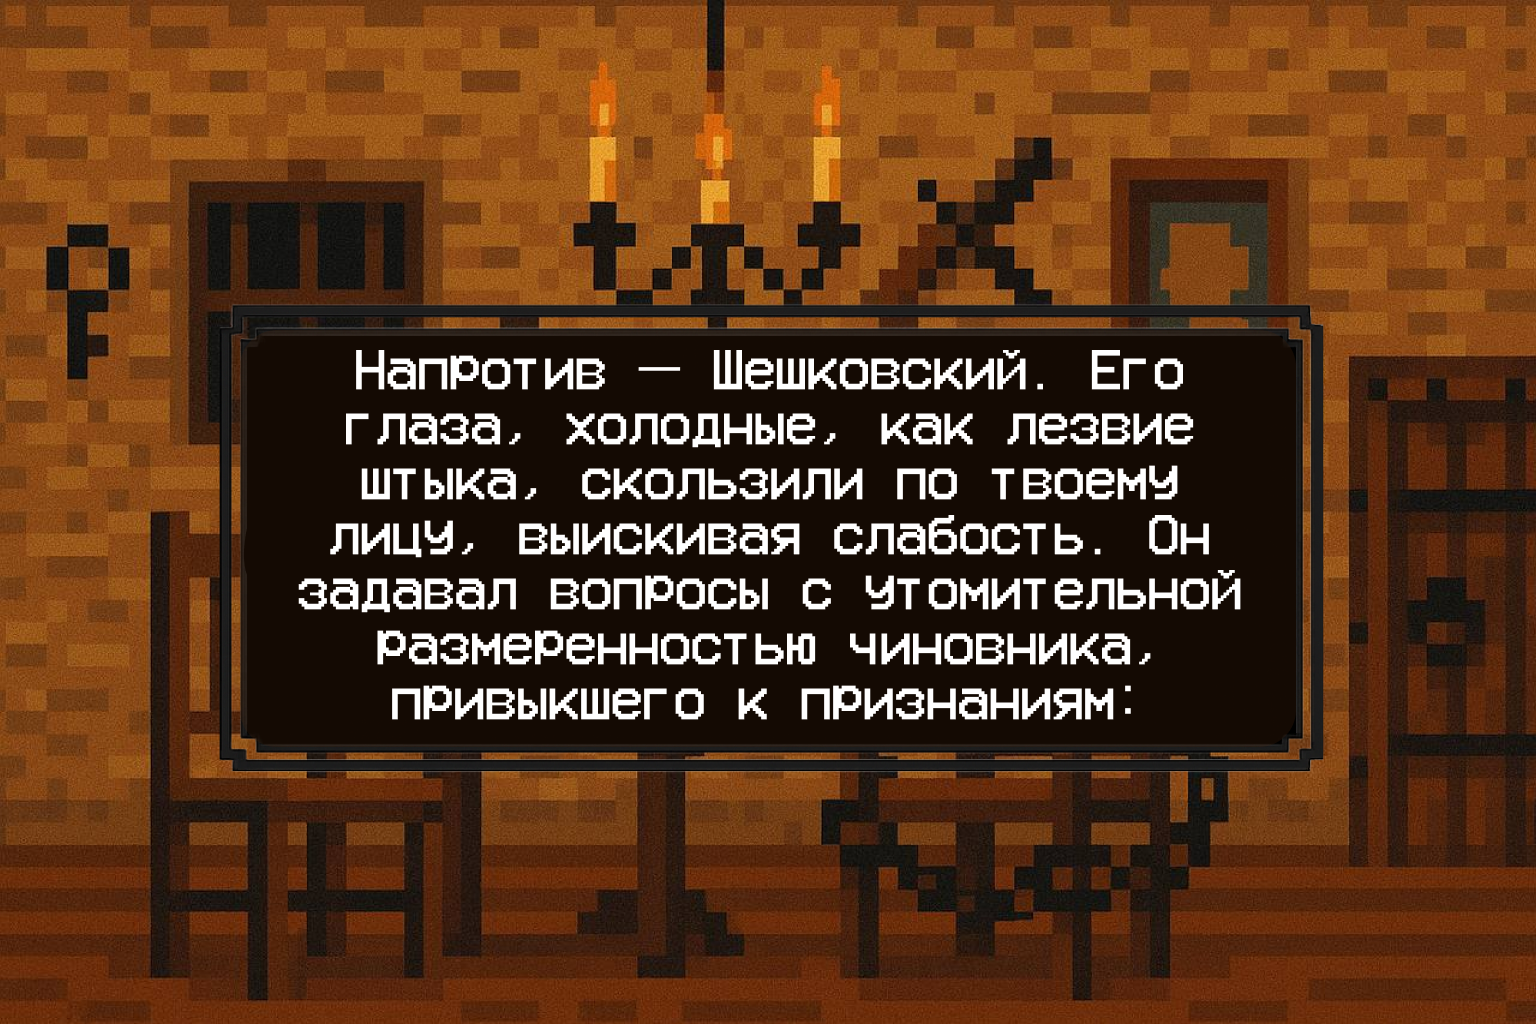 Напротив — Шешковский. Его
глаза, холодные, как лезвие
штыка, скользили по твоему
лицу, выискивая слабость. Он
задавал вопросы с утомительной
размеренностью чиновника,
привыкшего к признаниям: